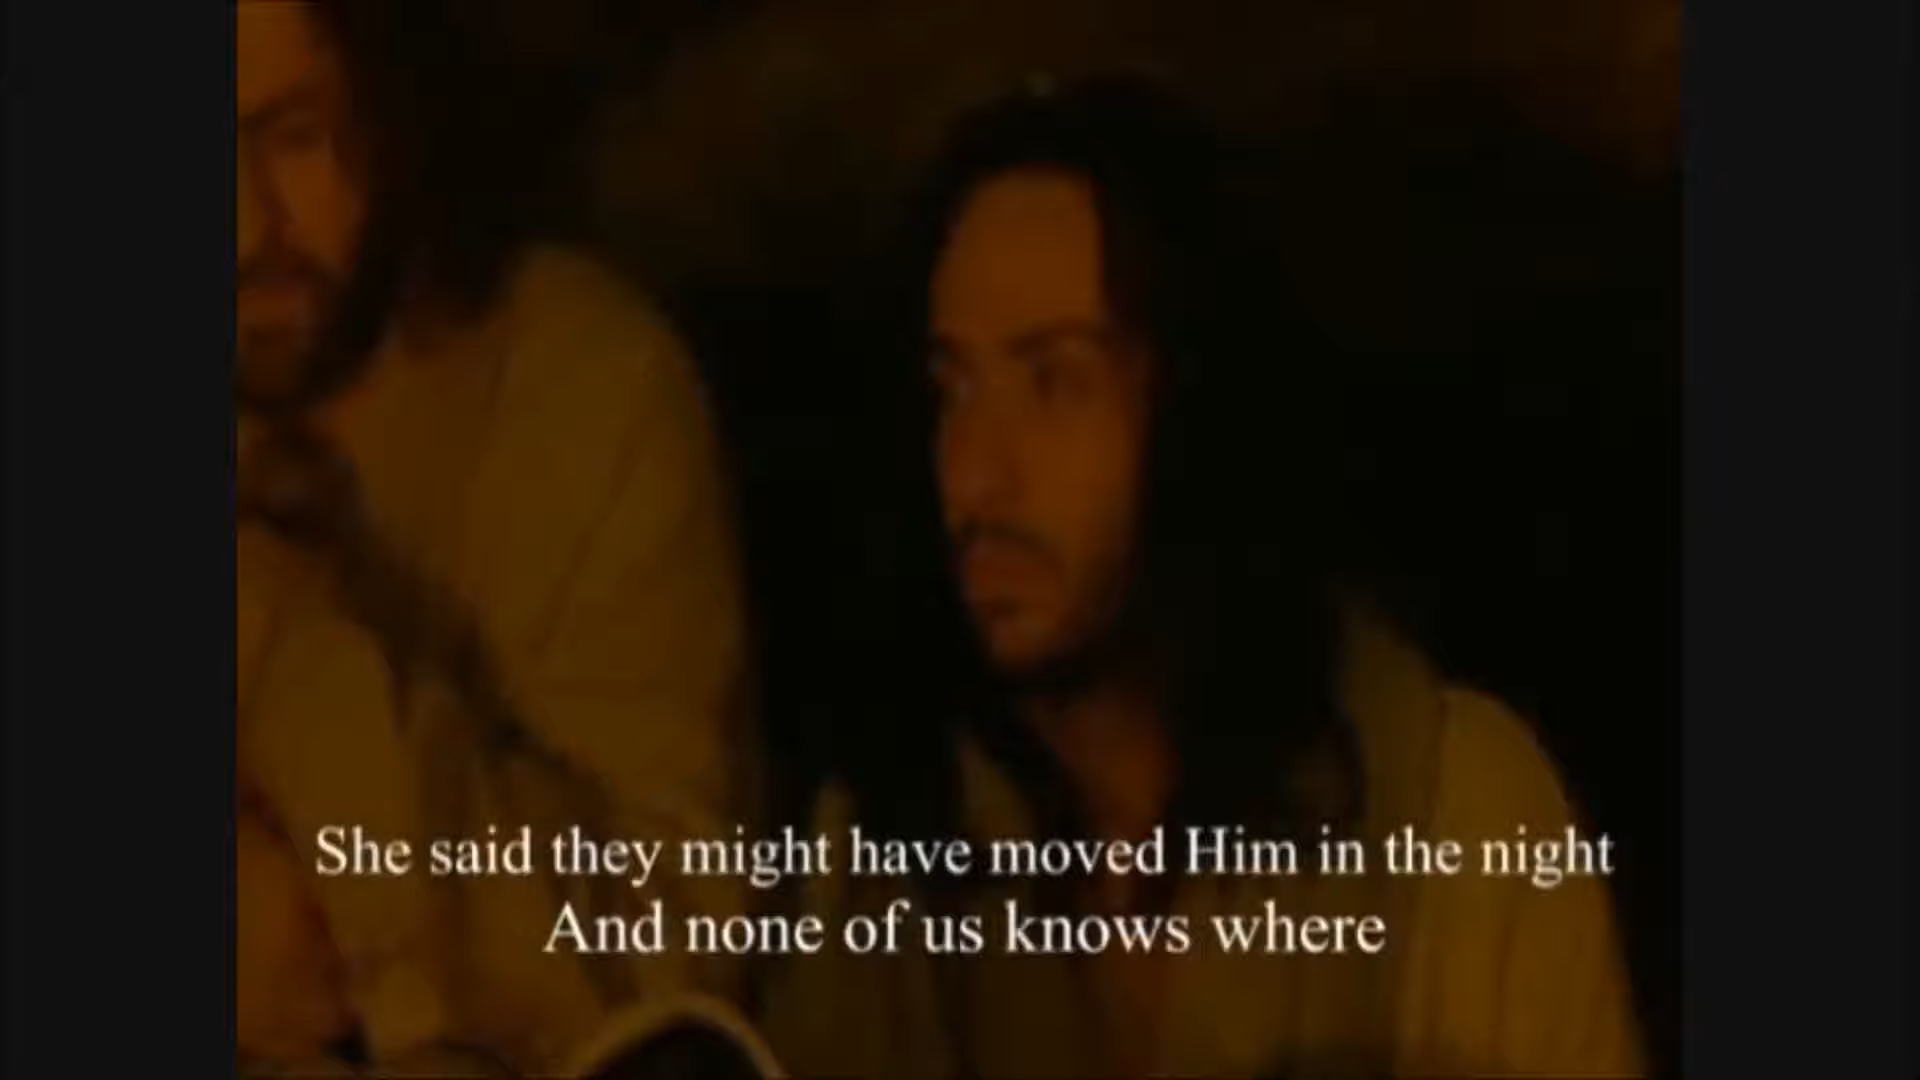 She said they might have moved Him in the night
And none of us knows where